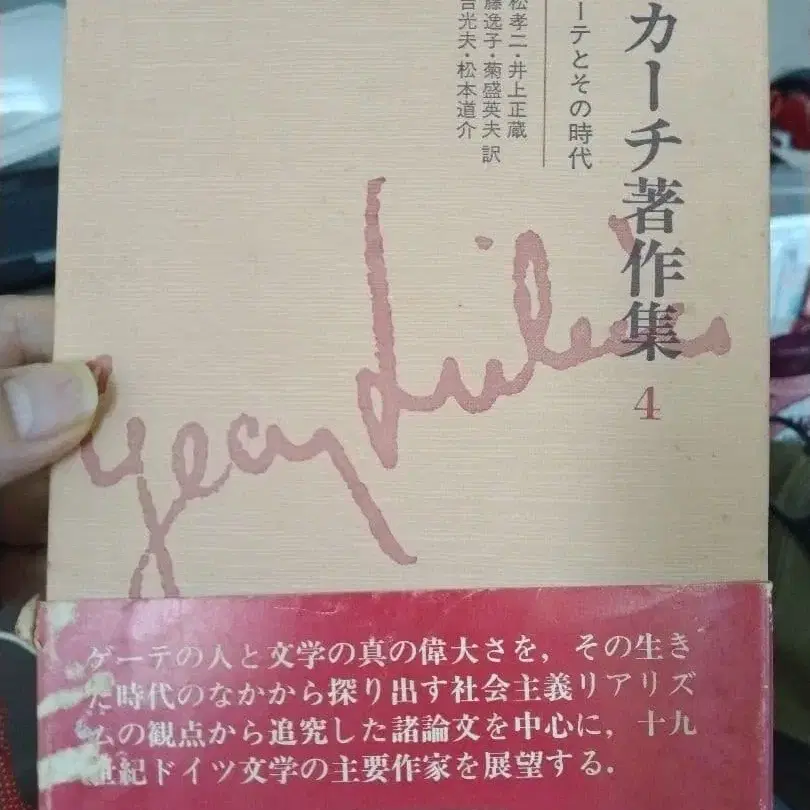 カーチ著作集 4
ーテとその時代
松孝二・井上正蔵
藤逸子・菊盛英夫 訳
吉光夫・松本道介
ゲーテの人と文学の真の偉大さを，その生き
た時代のなかから探り出す社会主義リアリズ
ムの観点から追究した諸論文を中心に，十九
世紀ドイツ文学の主要作家を展望する．